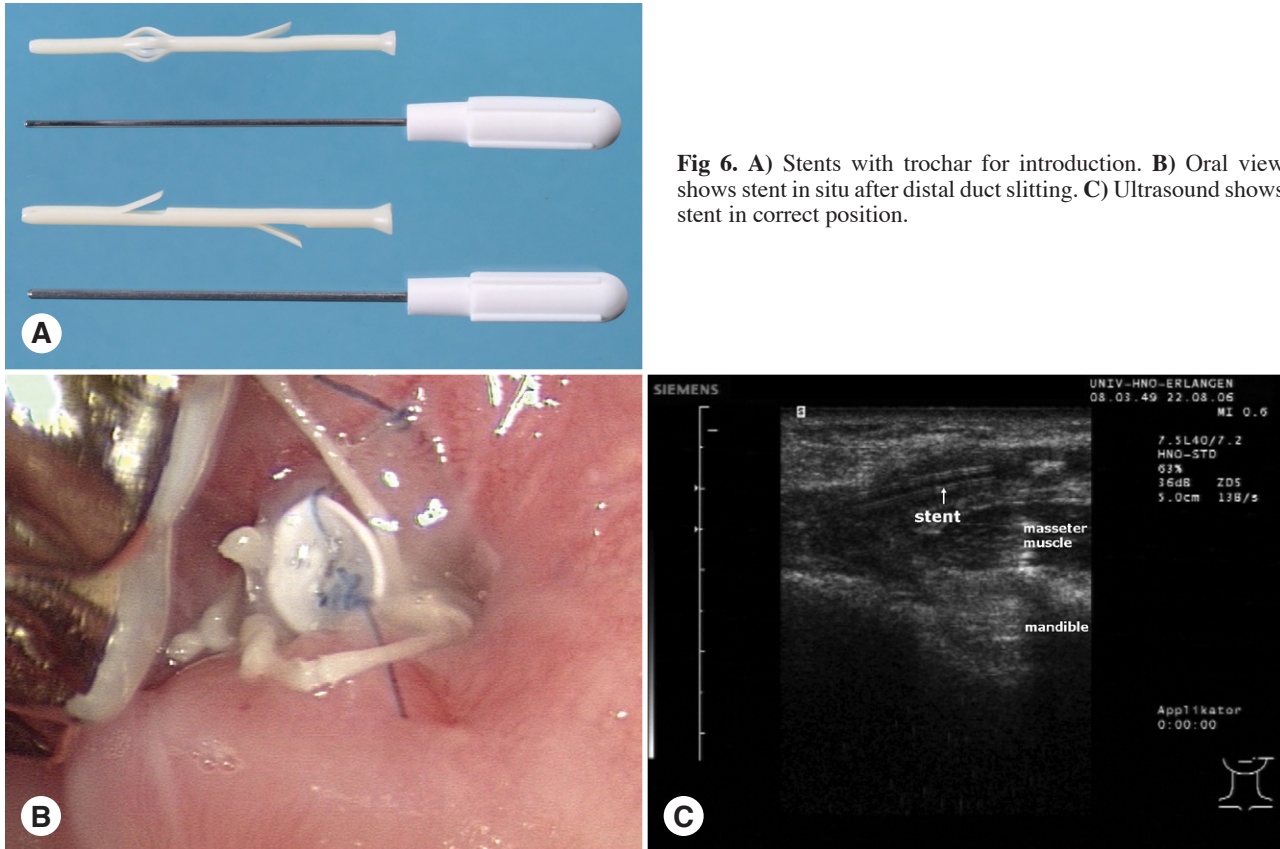 Fig 6. A) Stents with trochar for introduction. B) Oral view
shows stent in situ after distal duct slitting. C) Ultrasound shows
stent in correct position.
A
B
SIEMENS
UNIV-HNO-ERLANGEN
08.03.49 22.08.06
MI 0.6
S
7.5L40/7.2
HNO-STD
63%
36dB ZDS
5.0cm 13B/s
stent
masseter
muscle
mandible
Applikator
0:00:00
C